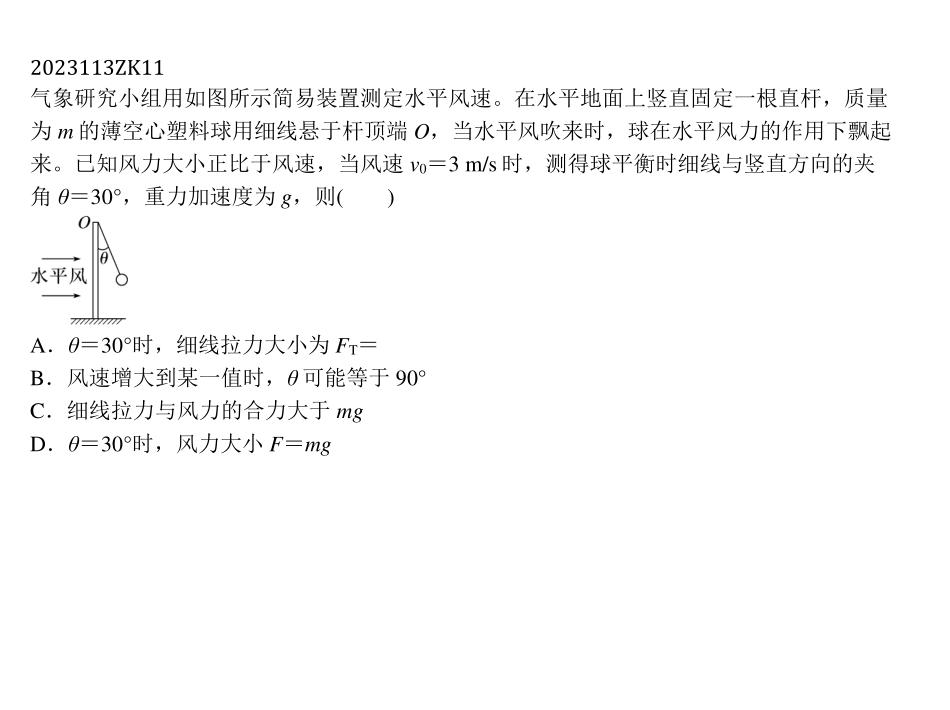 2023113ZK11
气象研究小组用如图所示简易装置测定水平风速。在水平地面上竖直固定一根直杆，质量
为 m 的薄空心塑料球用细线悬于杆顶端 O，当水平风吹来时，球在水平风力的作用下飘起
来。已知风力大小正比于风速，当风速 v₀＝3 m/s 时，测得球平衡时细线与竖直方向的夹
角 θ＝30°，重力加速度为 g，则(　　)
O
θ
水平风
A．θ＝30°时，细线拉力大小为 Fᴛ＝
B．风速增大到某一值时，θ 可能等于 90°
C．细线拉力与风力的合力大于 mg
D．θ＝30°时，风力大小 F＝mg